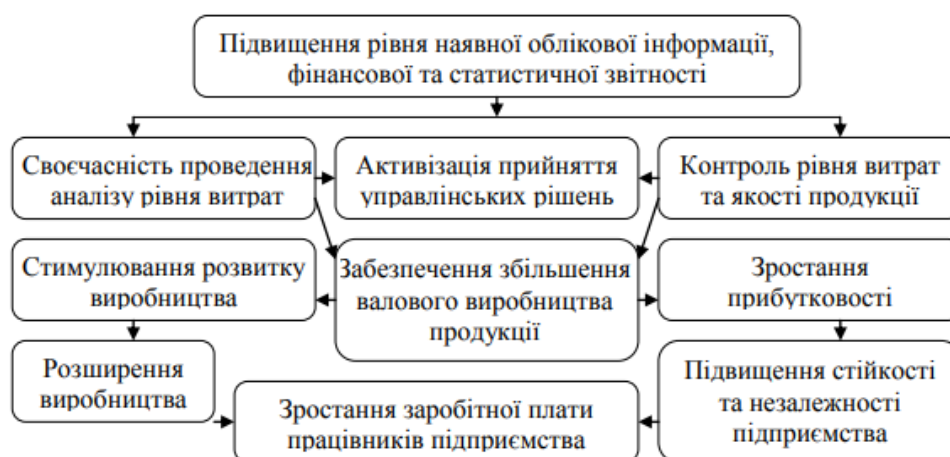 Підвищення рівня наявної облікової інформації,
фінансової та статистичної звітності
Своєчасність проведення
аналізу рівня витрат
Активізація прийняття
управлінських рішень
Контроль рівня витрат
та якості продукції
Стимулювання розвитку
виробництва
Забезпечення збільшення
валового виробництва
продукції
Зростання
прибутковості
Розширення
виробництва
Зростання заробітної плати
працівників підприємства
Підвищення стійкості
та незалежності
підприємства